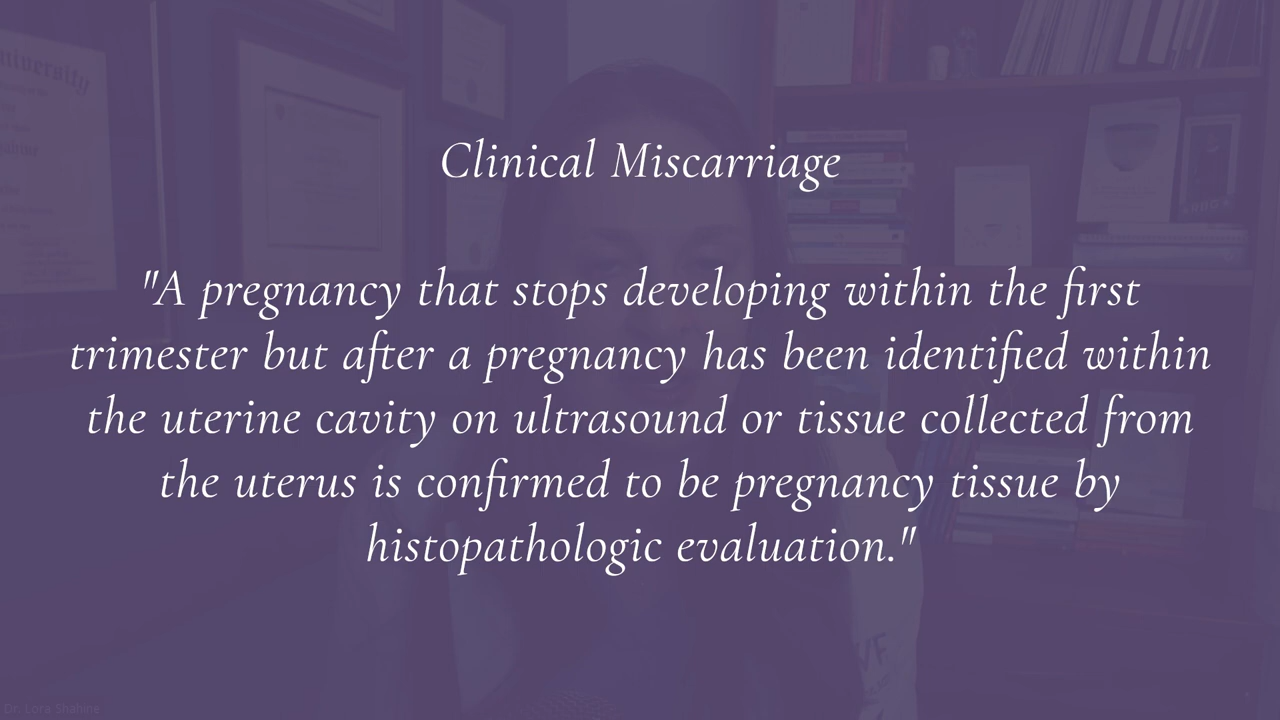 university
Clinical Miscarriage
"A pregnancy that stops developing within the first
trimester but after a pregnancy has been identified within
the uterine cavity on ultrasound or tissue collected from
the uterus is confirmed to be pregnancy tissue by
histopathologic evaluation."
Dr. Lora Shahine